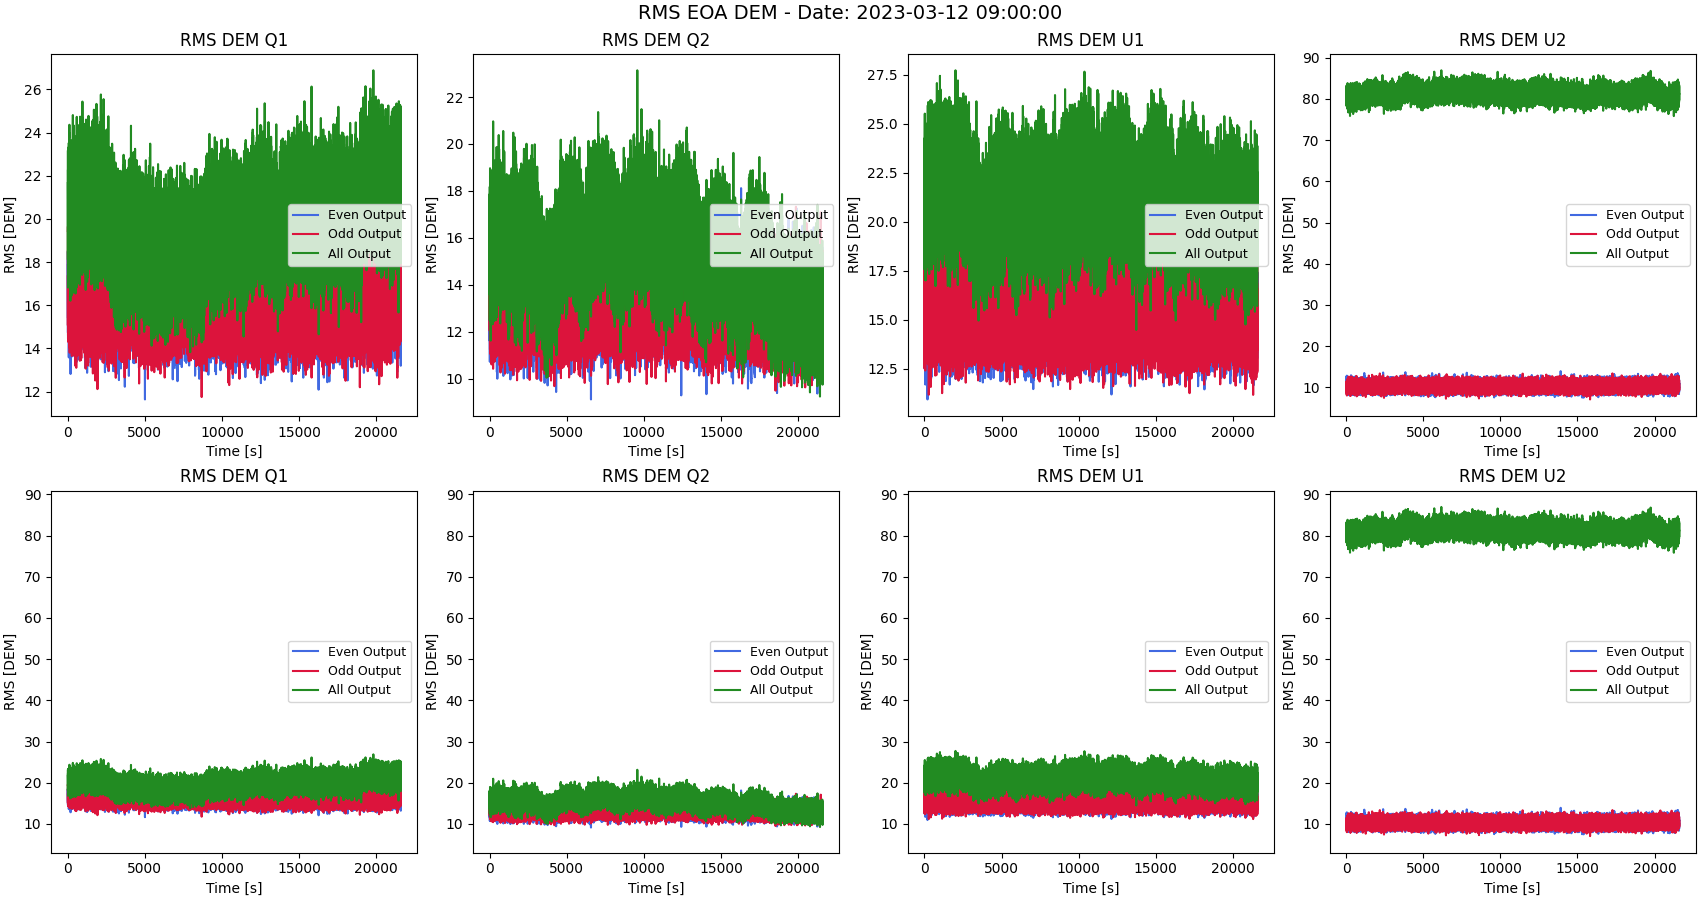 RMS EOA DEM - Date: 2023-03-12 09:00:00
RMS DEM Q1
RMS [DEM]
26
24
22
20
18
16
14
12
0
5000
10000
15000
20000
Time [s]
Even Output
Odd Output
All Output
RMS DEM Q2
RMS [DEM]
22
20
18
16
14
12
10
0
5000
10000
15000
20000
Time [s]
Even Output
Odd Output
All Output
RMS DEM U1
RMS [DEM]
27.5
25.0
22.5
20.0
17.5
15.0
12.5
0
5000
10000
15000
20000
Time [s]
Even Output
Odd Output
All Output
RMS DEM U2
RMS [DEM]
90
80
70
60
50
40
30
20
10
0
5000
10000
15000
20000
Time [s]
Even Output
Odd Output
All Output
RMS DEM Q1
RMS [DEM]
90
80
70
60
50
40
30
20
10
0
5000
10000
15000
20000
Time [s]
Even Output
Odd Output
All Output
RMS DEM Q2
RMS [DEM]
90
80
70
60
50
40
30
20
10
0
5000
10000
15000
20000
Time [s]
Even Output
Odd Output
All Output
RMS DEM U1
RMS [DEM]
90
80
70
60
50
40
30
20
10
0
5000
10000
15000
20000
Time [s]
Even Output
Odd Output
All Output
RMS DEM U2
RMS [DEM]
90
80
70
60
50
40
30
20
10
0
5000
10000
15000
20000
Time [s]
Even Output
Odd Output
All Output